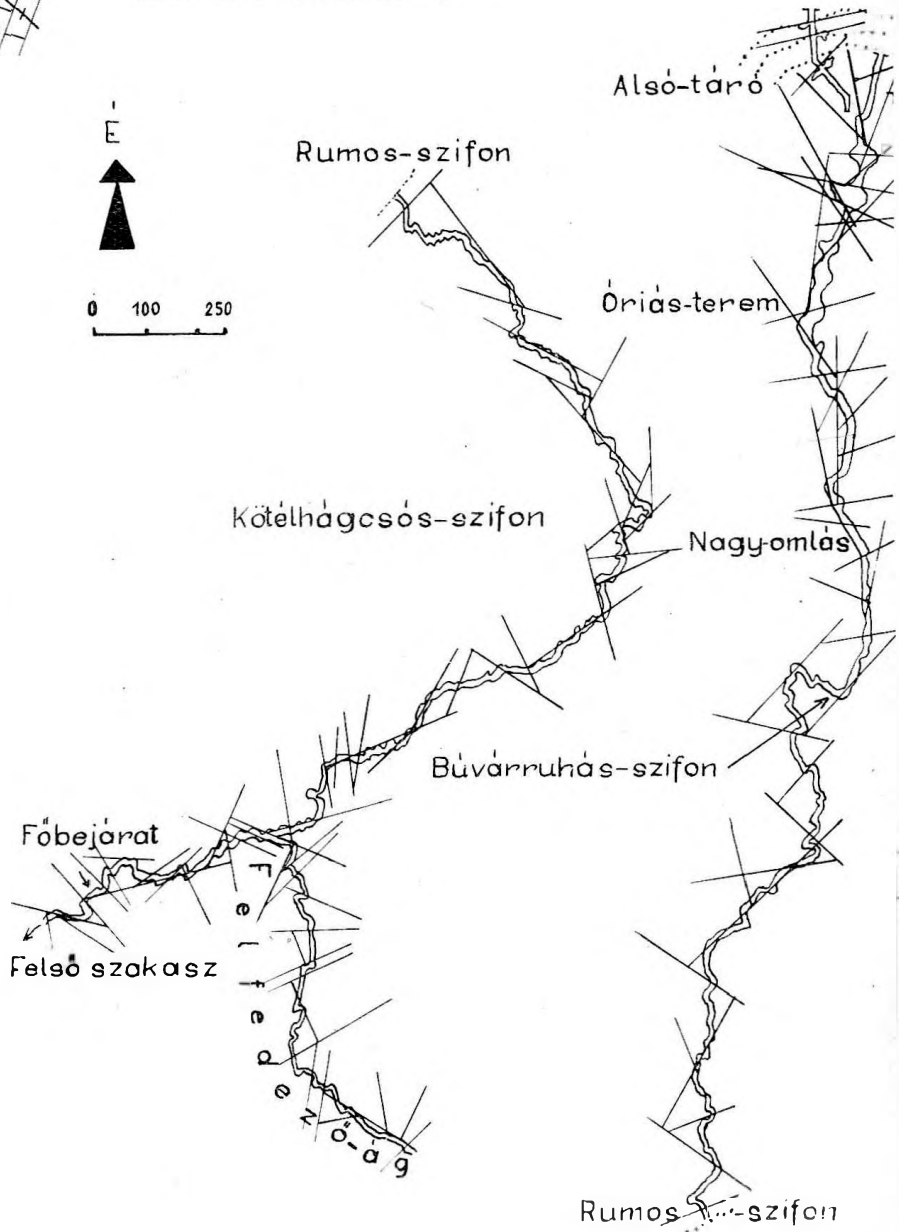 Alsó-táró
É
Rumos-szifon
0 100 250
Óriás-terem
Kötélhágcsós-szifon
Nagy-omlás
Búvárruhás-szifon
Főbejárat
Felső szakasz
Felfedező-ág
Rumos-szifon